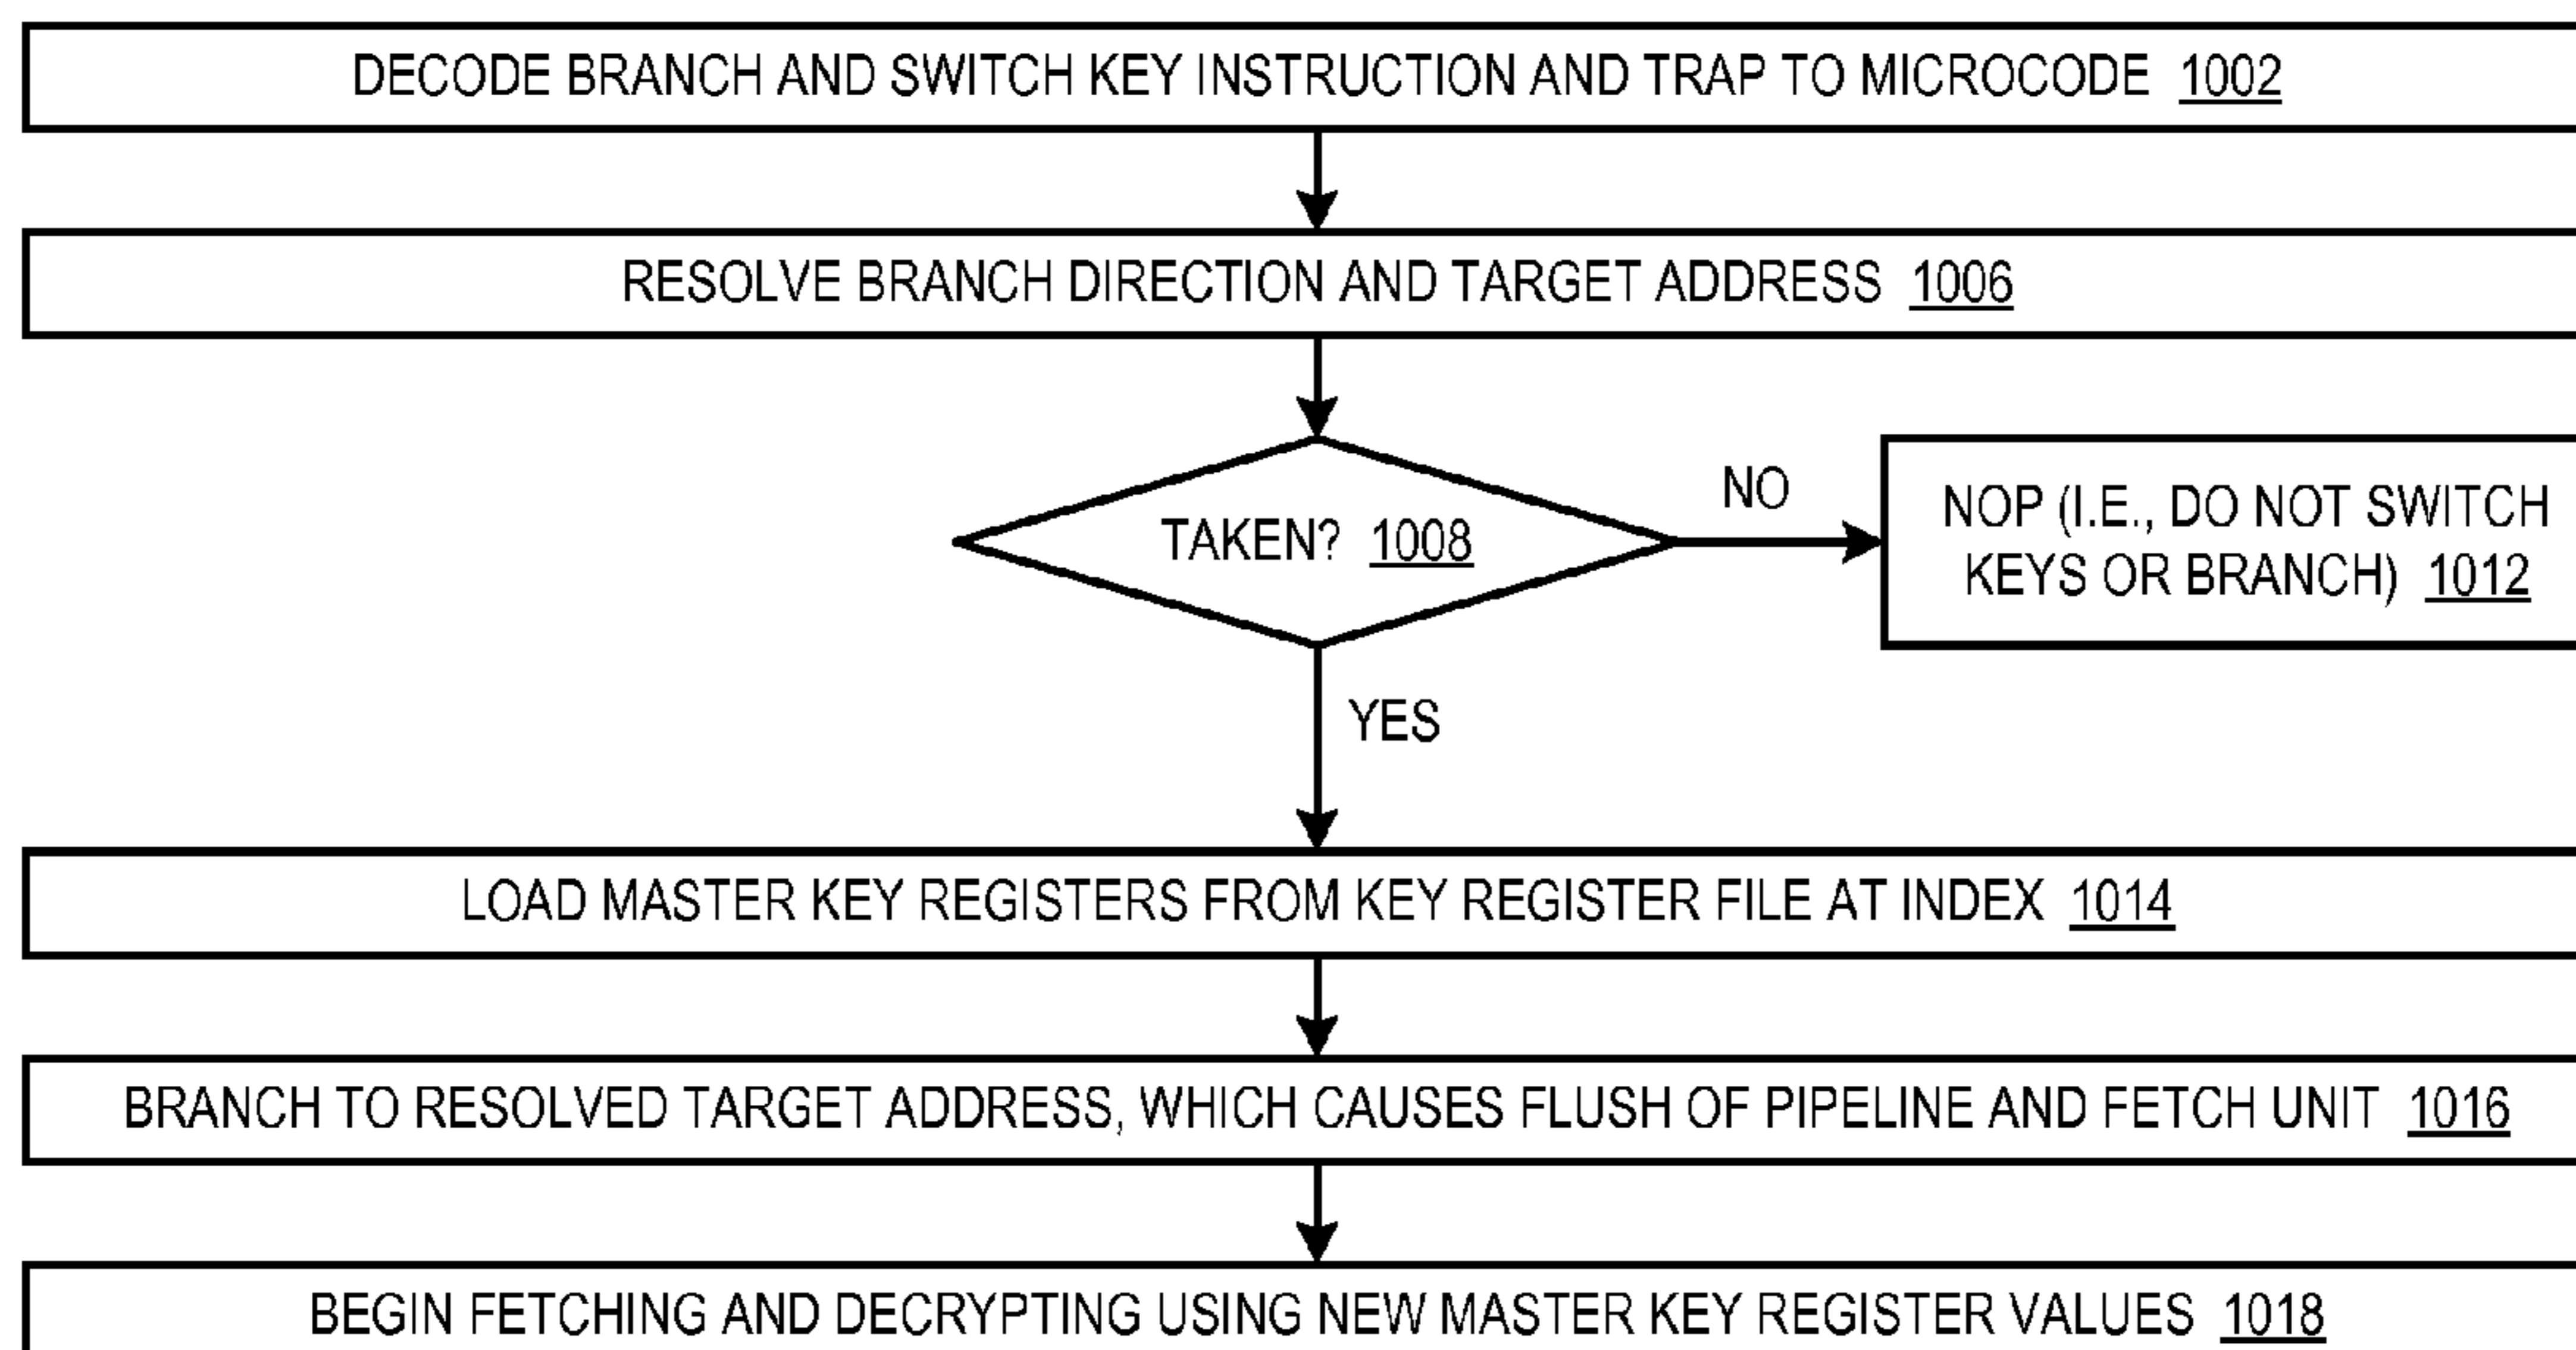 DECODE BRANCH AND SWITCH KEY INSTRUCTION AND TRAP TO MICROCODE 1002
RESOLVE BRANCH DIRECTION AND TARGET ADDRESS 1006
TAKEN? 1008
NO
NOP (I.E., DO NOT SWITCH
KEYS OR BRANCH) 1012
YES
LOAD MASTER KEY REGISTERS FROM KEY REGISTER FILE AT INDEX 1014
BRANCH TO RESOLVED TARGET ADDRESS, WHICH CAUSES FLUSH OF PIPELINE AND FETCH UNIT 1016
BEGIN FETCHING AND DECRYPTING USING NEW MASTER KEY REGISTER VALUES 1018